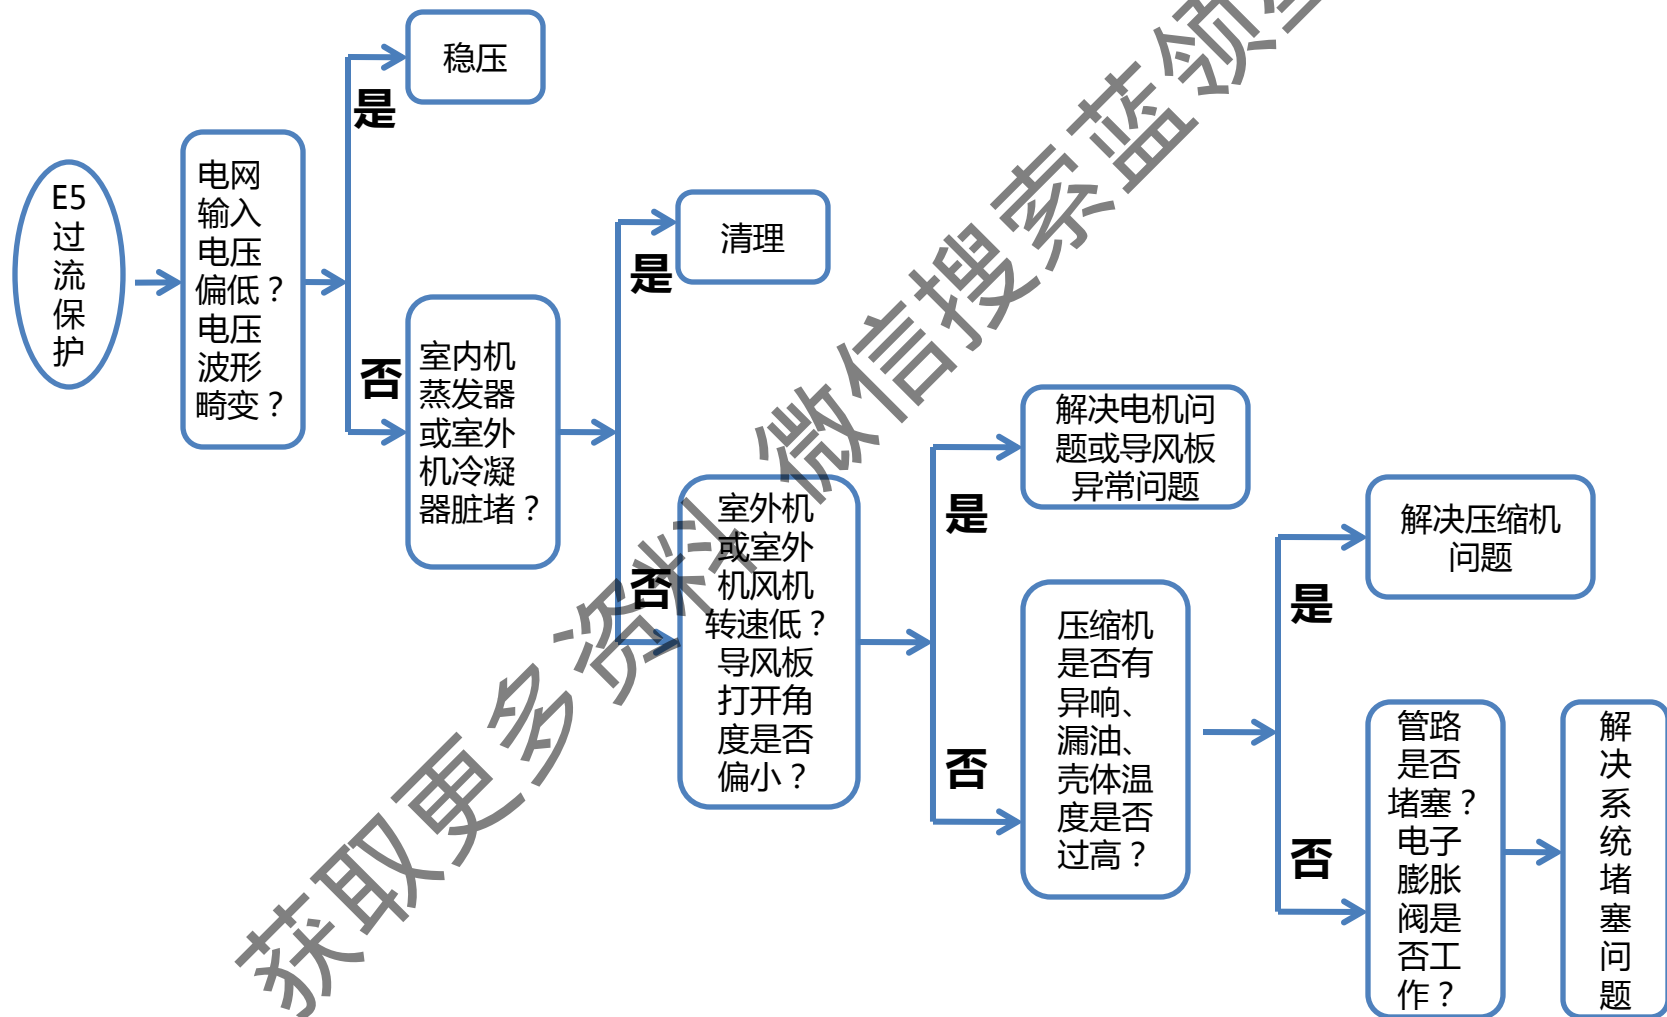 稳压
是
E5
过
流
保
护
电网
输入
电压
偏低？
电压
波形
畸变？
否
清理
是
室内机
蒸发器
或室外
机冷凝
器脏堵？
否
室外机
或室外
机风机
转速低？
导风板
打开角
度是否
偏小？
解决电机问
题或导风板
异常问题
是
否
压缩机
是否有
异响、
漏油、
壳体温
度是否
过高？
解决压缩机
问题
是
否
管路
是否
堵塞？
电子
膨胀
阀是
否工
作？
解
决
系
统
堵
塞
问
题
获取更多资料 微信搜索蓝领